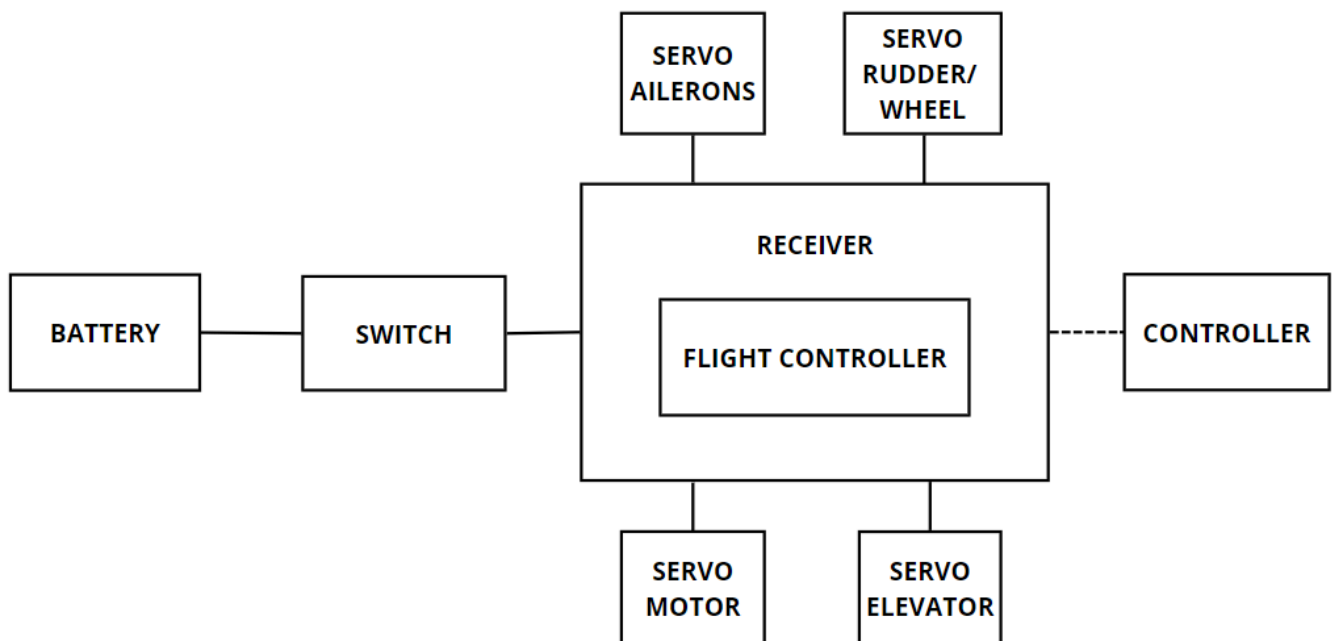 SERVO
AILERONS
SERVO
RUDDER/
WHEEL
RECEIVER
BATTERY
SWITCH
FLIGHT CONTROLLER
CONTROLLER
SERVO
MOTOR
SERVO
ELEVATOR